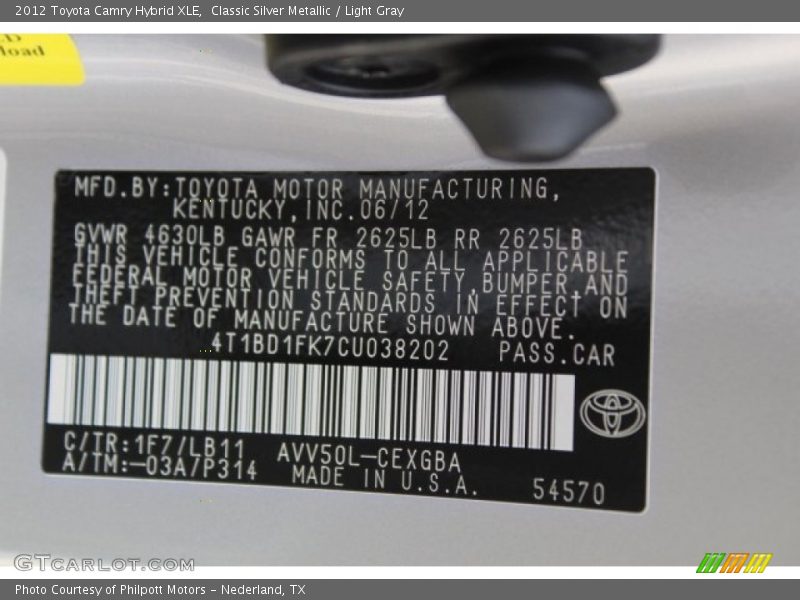 2012 Toyota Camry Hybrid XLE,  Classic Silver Metallic / Light Gray
load
MFD.BY:TOYOTA MOTOR MANUFACTURING,
KENTUCKY,INC.06/12
GVWR 4630LB GAWR FR 2625LB RR 2625LB
THIS VEHICLE CONFORMS TO ALL APPLICABLE
FEDERAL MOTOR VEHICLE SAFETY,BUMPER,AND
THEFT PREVENTION STANDARDS IN EFFECT ON
THE DATE OF MANUFACTURE SHOWN ABOVE.
4T1BD1FK7CU038202 PASS.CAR
C/TR:1F7/LB11 AVV50L-CEXGBA
A/TM:-03A/P314 MADE IN U.S.A.
54570
GTCARLOT.COM
Photo Courtesy of Philpott Motors - Nederland, TX